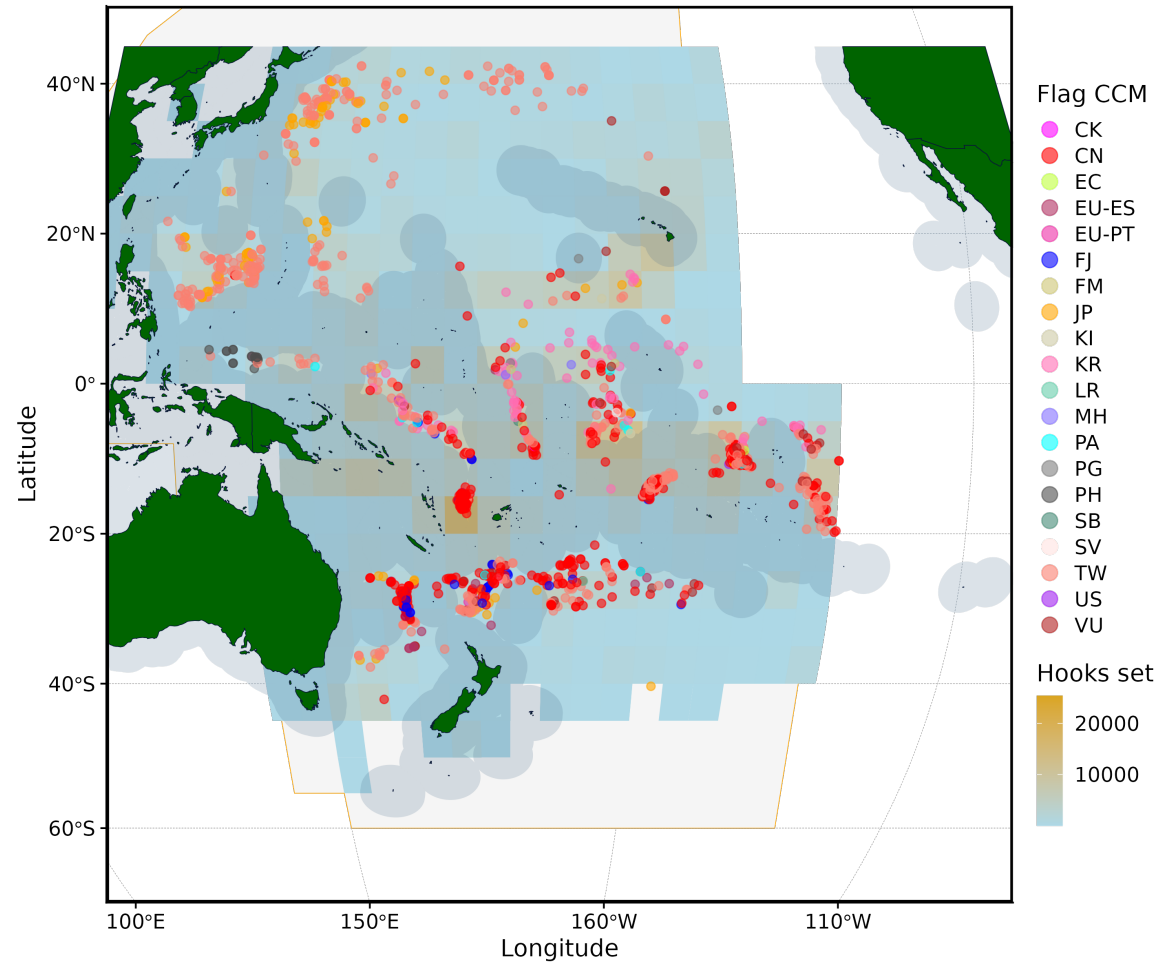 40°N
20°N
0°
20°S
40°S
60°S
Latitude
100°E
150°E
160°W
110°W
Longitude
Flag CCM
CK
CN
EC
EU-ES
EU-PT
FJ
FM
JP
KI
KR
LR
MH
PA
PG
PH
SB
SV
TW
US
VU
Hooks set
20000
10000